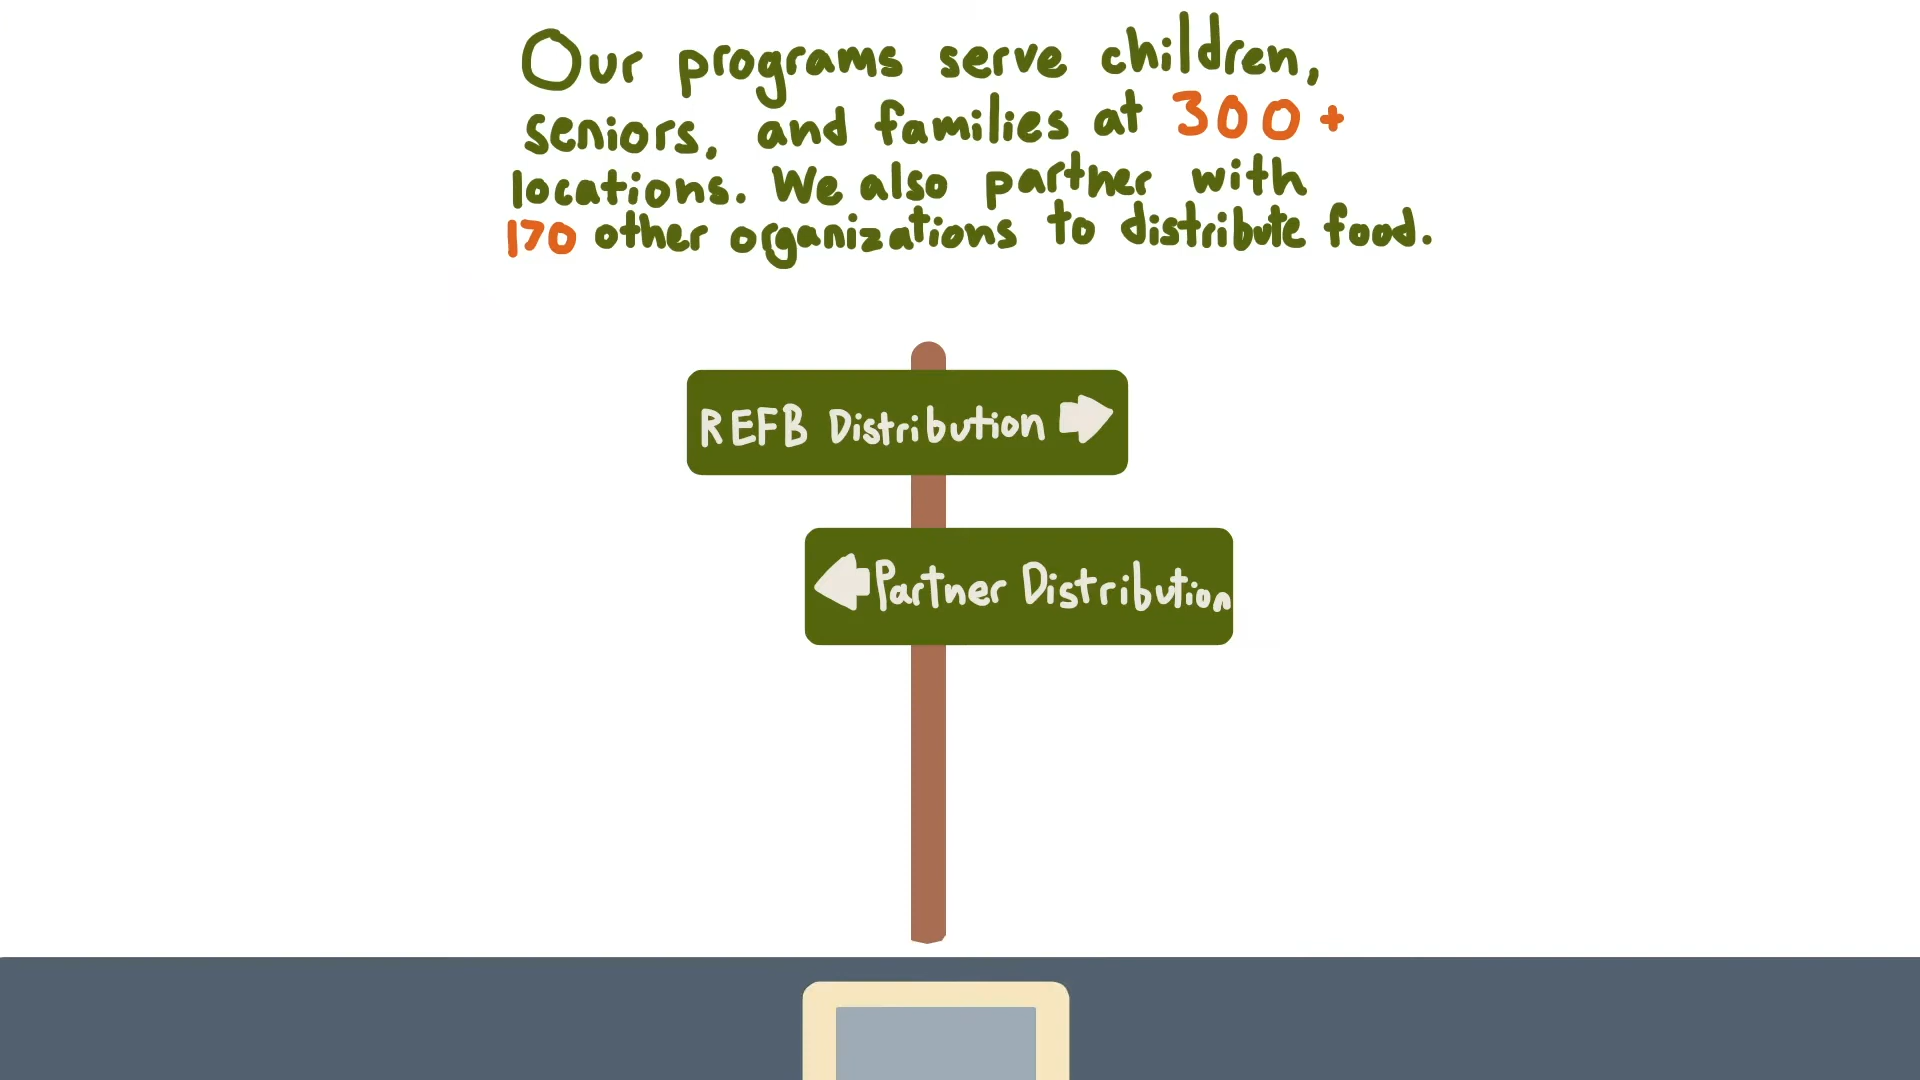 Our programs serve children,
seniors, and families at 300+
locations. We also partner with
170 other organizations to distribute food.
REFB Distribution
Partner Distribution